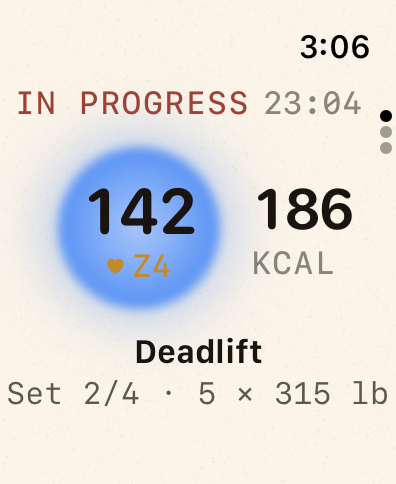 3:06
IN PROGRESS 23:04
142 186
Z4 KCAL
Deadlift
Set 2/4 · 5 × 315 lb